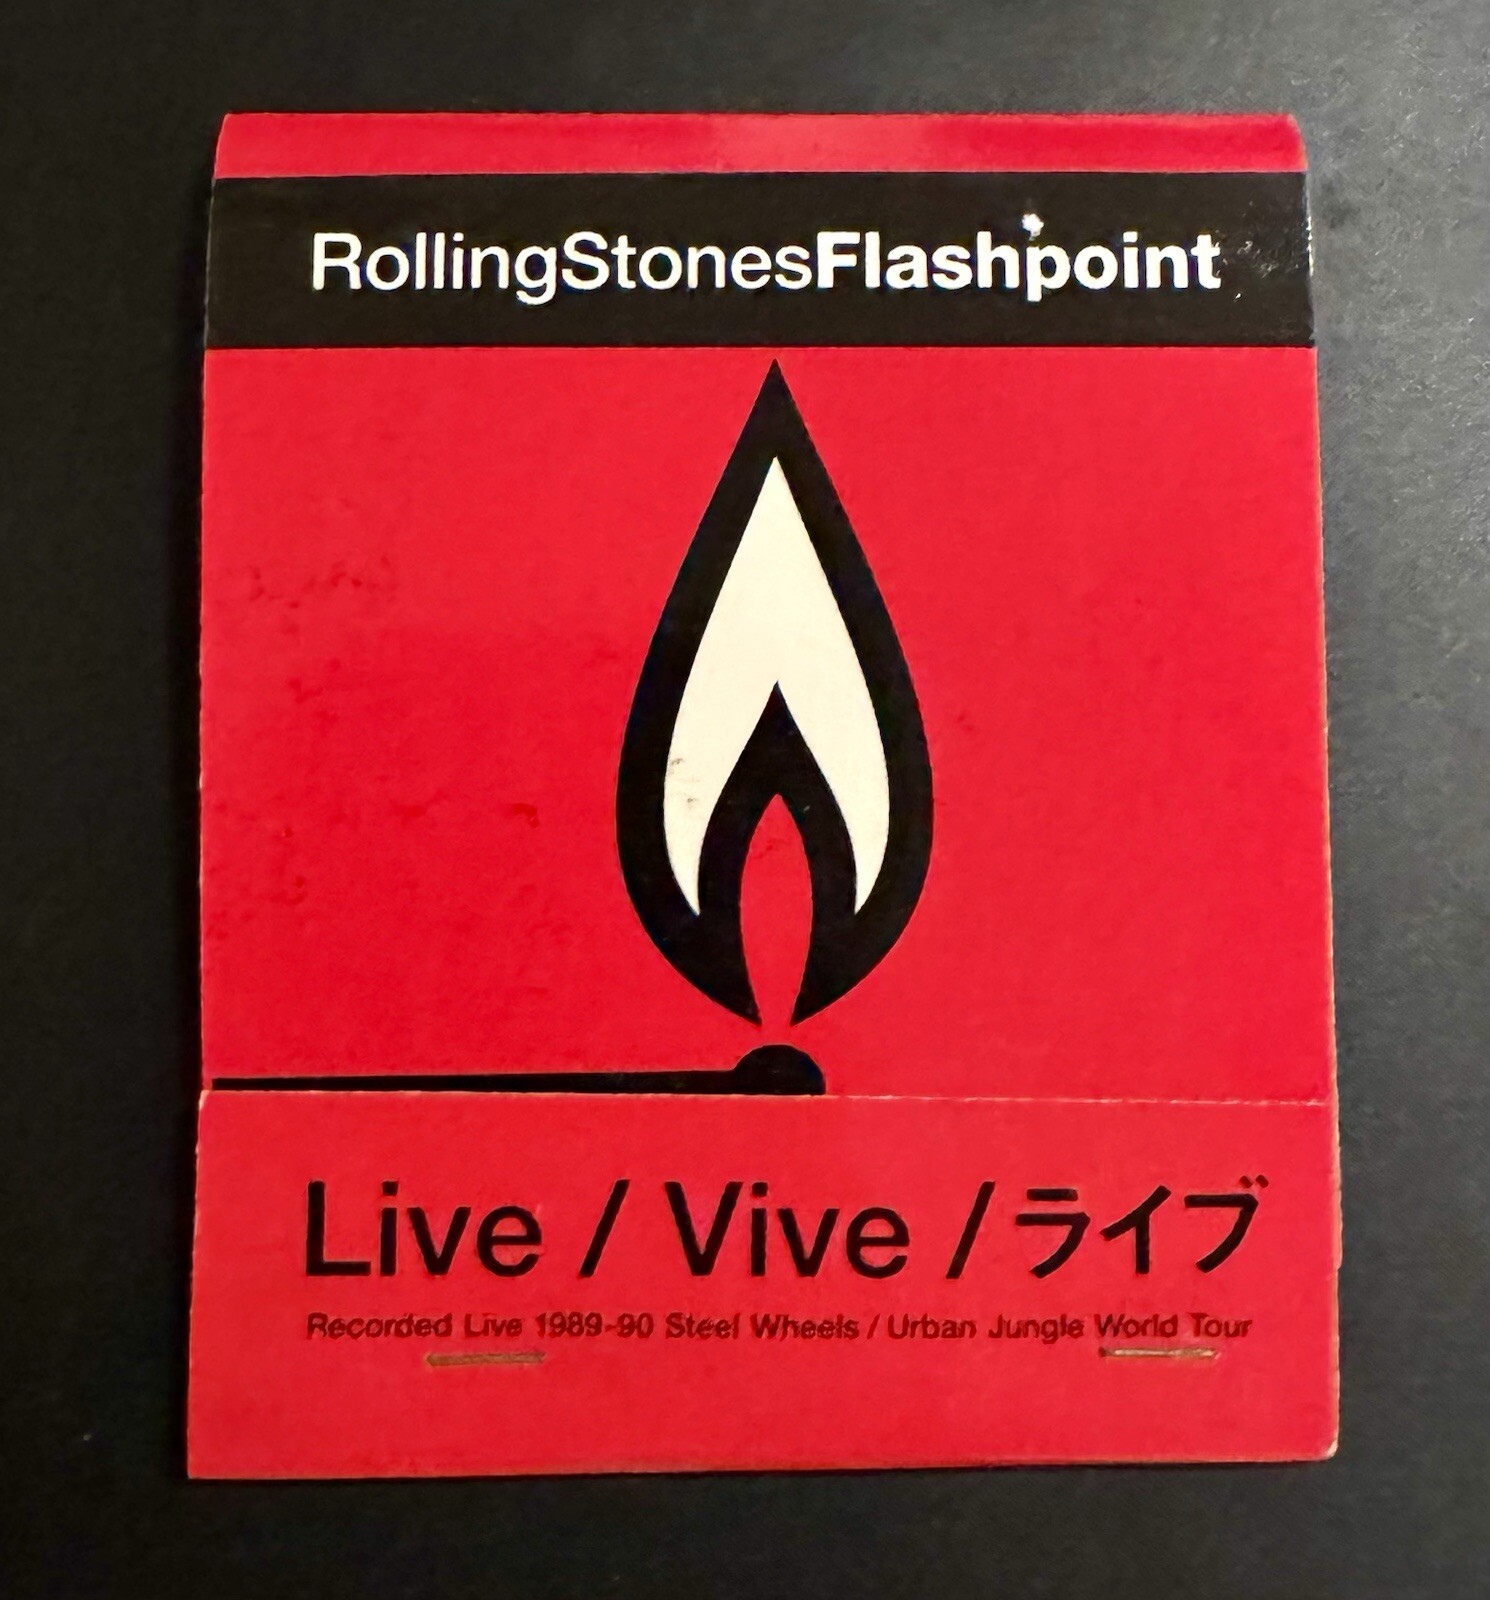 RollingStonesFlashpoint
Live / Vive / ライブ
Recorded Live 1989-90 Steel Wheels / Urban Jungle World Tour